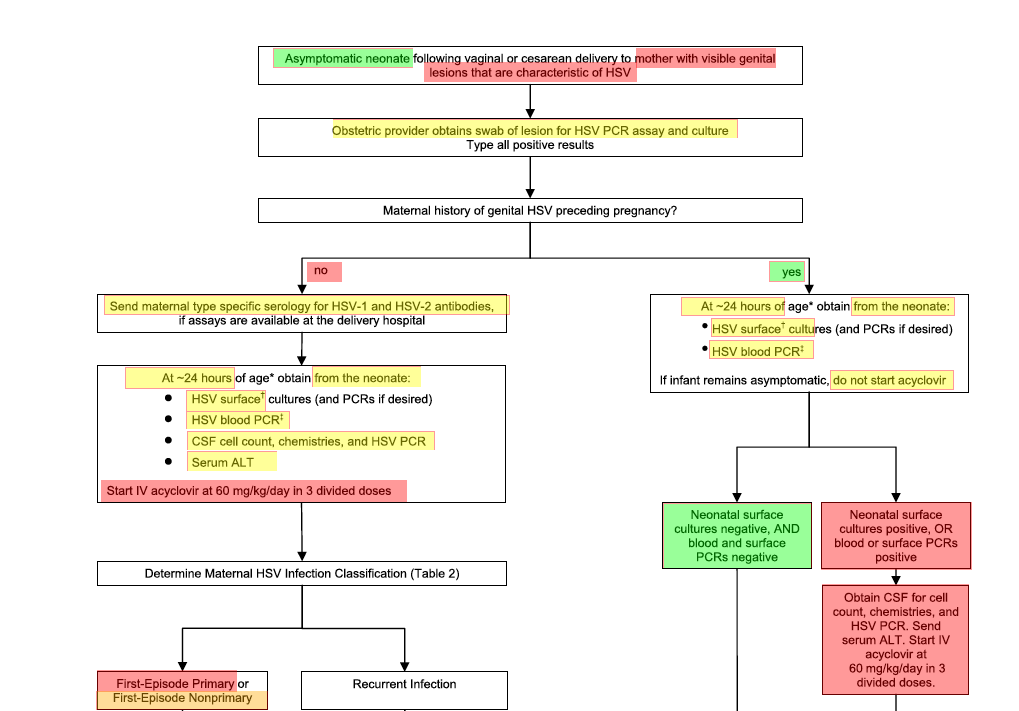 Asymptomatic neonate following vaginal or cesarean delivery to mother with visible genital
lesions that are characteristic of HSV
Obstetric provider obtains swab of lesion for HSV PCR assay and culture
Type all positive results
Maternal history of genital HSV preceding pregnancy?
no
yes
Send maternal type specific serology for HSV-1 and HSV-2 antibodies,
if assays are available at the delivery hospital
At ~24 hours of age* obtain from the neonate:
• HSV surface† cultures (and PCRs if desired)
• HSV blood PCR‡
• CSF cell count, chemistries, and HSV PCR
• Serum ALT
Start IV acyclovir at 60 mg/kg/day in 3 divided doses
Determine Maternal HSV Infection Classification (Table 2)
First-Episode Primary or
First-Episode Nonprimary
Recurrent Infection
At ~24 hours of age* obtain from the neonate:
• HSV surface† cultures (and PCRs if desired)
• HSV blood PCR‡
If infant remains asymptomatic, do not start acyclovir
Neonatal surface
cultures negative, AND
blood and surface
PCRs negative
Neonatal surface
cultures positive, OR
blood or surface PCRs
positive
Obtain CSF for cell
count, chemistries, and
HSV PCR. Send
serum ALT. Start IV
acyclovir at
60 mg/kg/day in 3
divided doses.